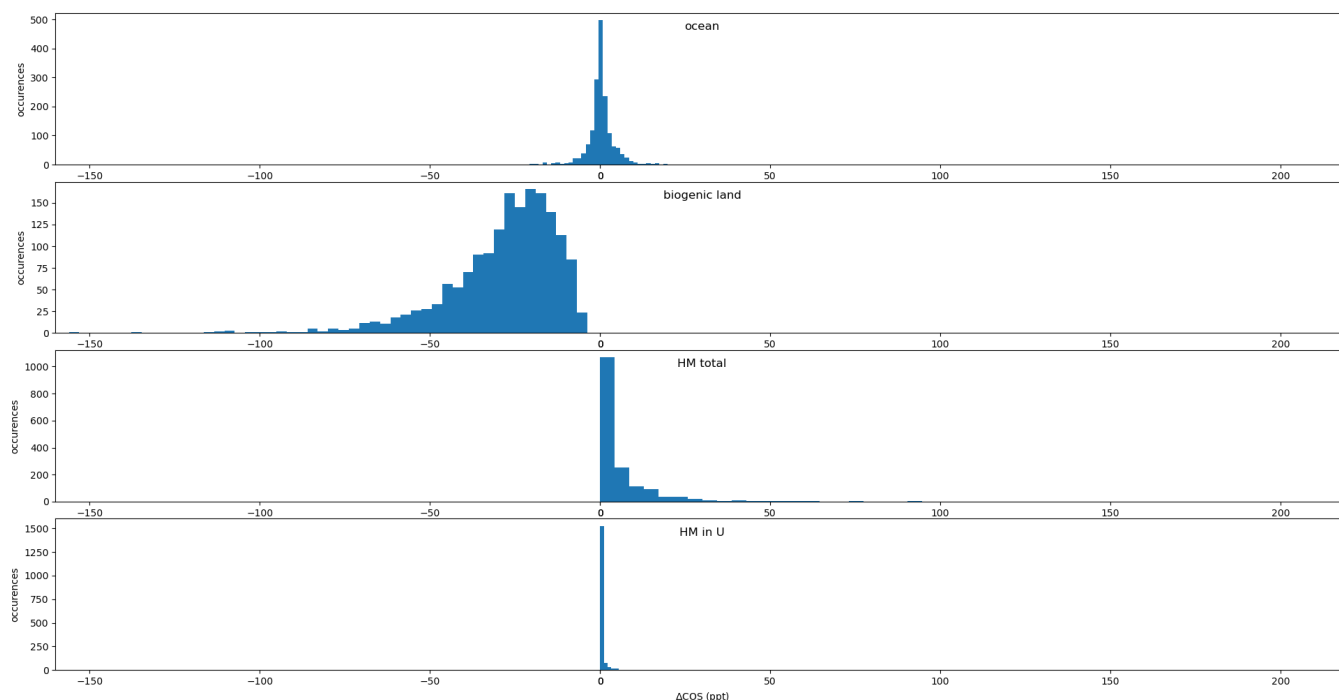 ocean
occurences
500
400
300
200
100
0
−150 −100 −50 0 50 100 150 200
biogenic land
occurences
150
125
100
75
50
25
0
−150 −100 −50 0 50 100 150 200
HM total
occurences
1000
800
600
400
200
0
−150 −100 −50 0 50 100 150 200
HM in U
occurences
1500
1250
1000
750
500
250
0
−150 −100 −50 0 50 100 150 200
ΔCOS (ppt)